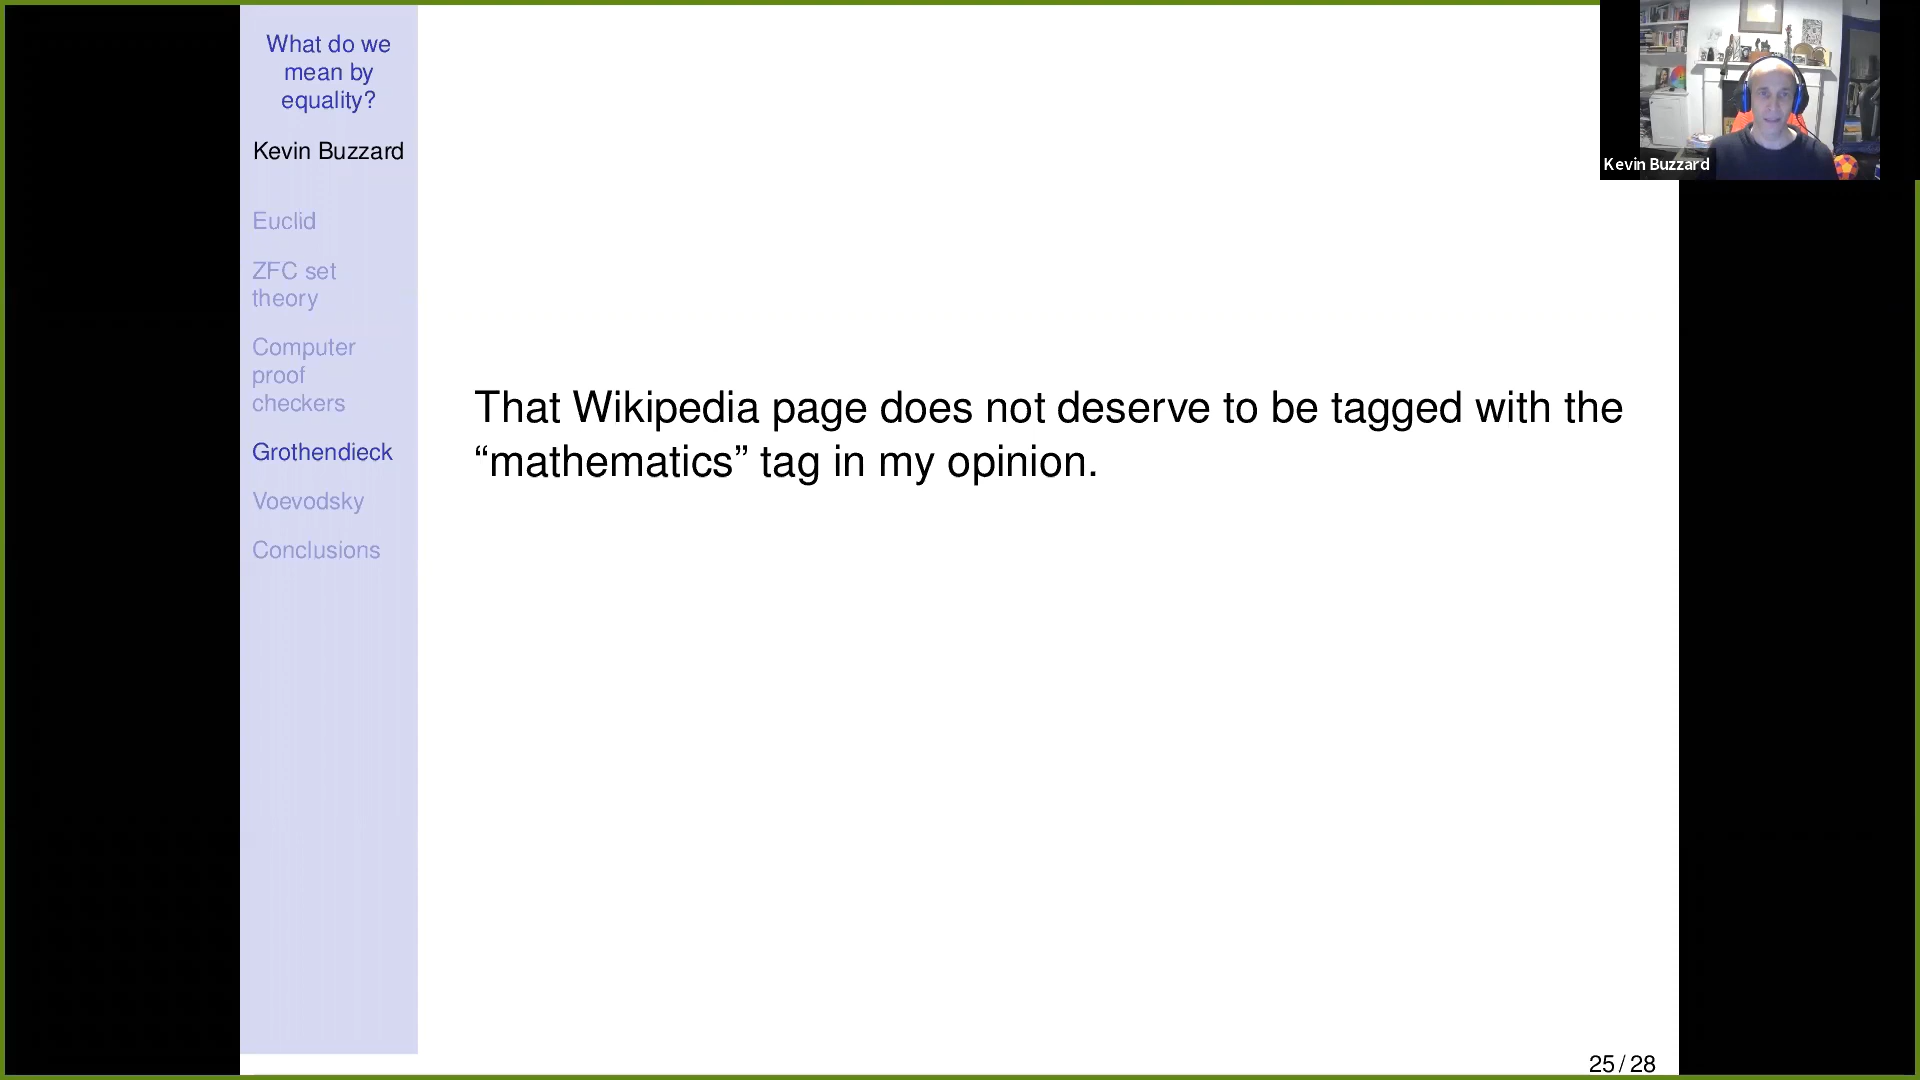 What do we
mean by
equality?
Kevin Buzzard
Euclid
ZFC set
theory
Computer
proof
checkers
Grothendieck
Voevodsky
Conclusions
That Wikipedia page does not deserve to be tagged with the
“mathematics” tag in my opinion.
25 / 28
Kevin Buzzard